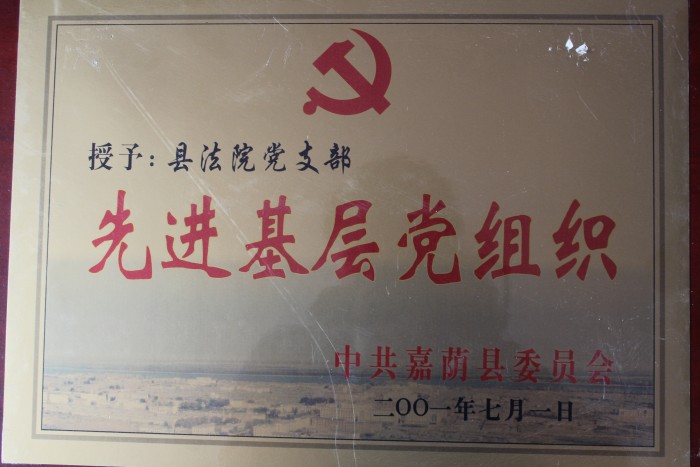 授予：县法院党支部
先进基层党组织
中共嘉荫县委员会
二〇〇一年七月一日